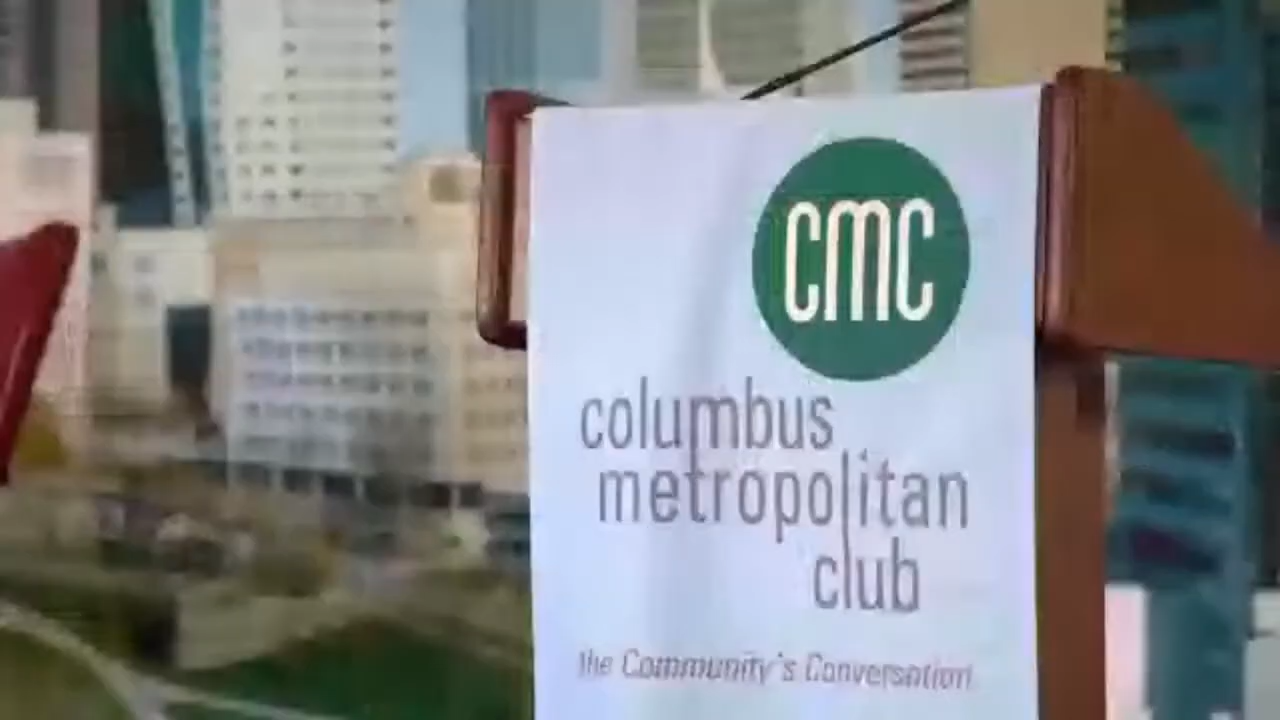 CMC
columbus
metropolitan
club
the Community's Conversation